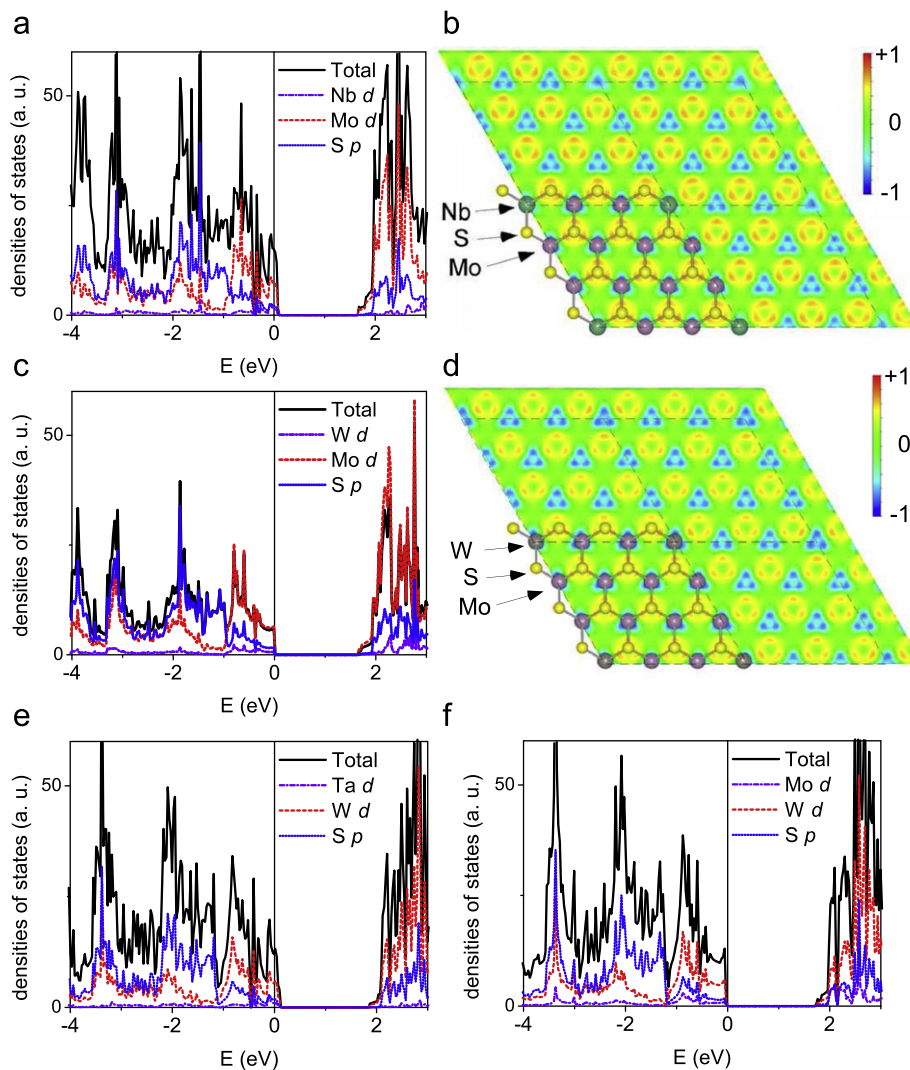 a
densities of states (a. u.)
50
0
Total
Nb d
Mo d
S p
-4
-2
0
2
E (eV)
b
Nb
S
Mo
+1
0
-1
c
densities of states (a. u.)
50
0
Total
W d
Mo d
S p
-4
-2
0
2
E (eV)
d
W
S
Mo
+1
0
-1
e
densities of states (a. u.)
50
0
Total
Ta d
W d
S p
-4
-2
0
2
E (eV)
f
densities of states (a. u.)
50
0
Total
Mo d
W d
S p
-4
-2
0
2
E (eV)